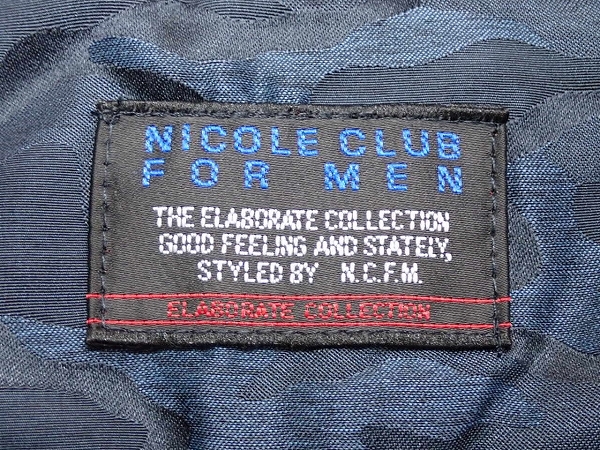 NICOLE CLUB
FOR MEN
THE ELABORATE COLLECTION
GOOD FEELING AND STATELY,
STYLED BY N.C.F.M.
ELABORATE COLLECTION